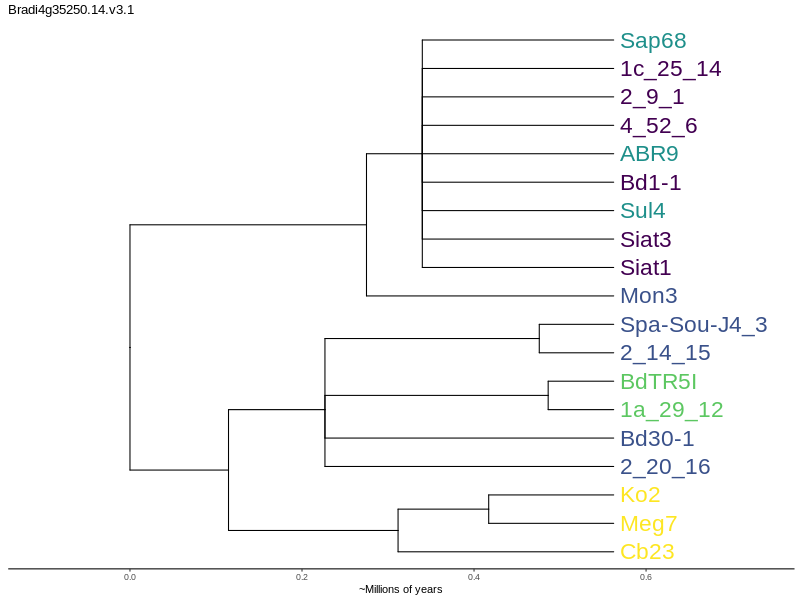 Bradi4g35250.14.v3.1
Sap68
1c_25_14
2_9_1
4_52_6
ABR9
Bd1-1
Sul4
Siat3
Siat1
Mon3
Spa-Sou-J4_3
2_14_15
BdTR5I
1a_29_12
Bd30-1
2_20_16
Ko2
Meg7
Cb23
0.0 0.2 0.4 0.6
~Millions of years